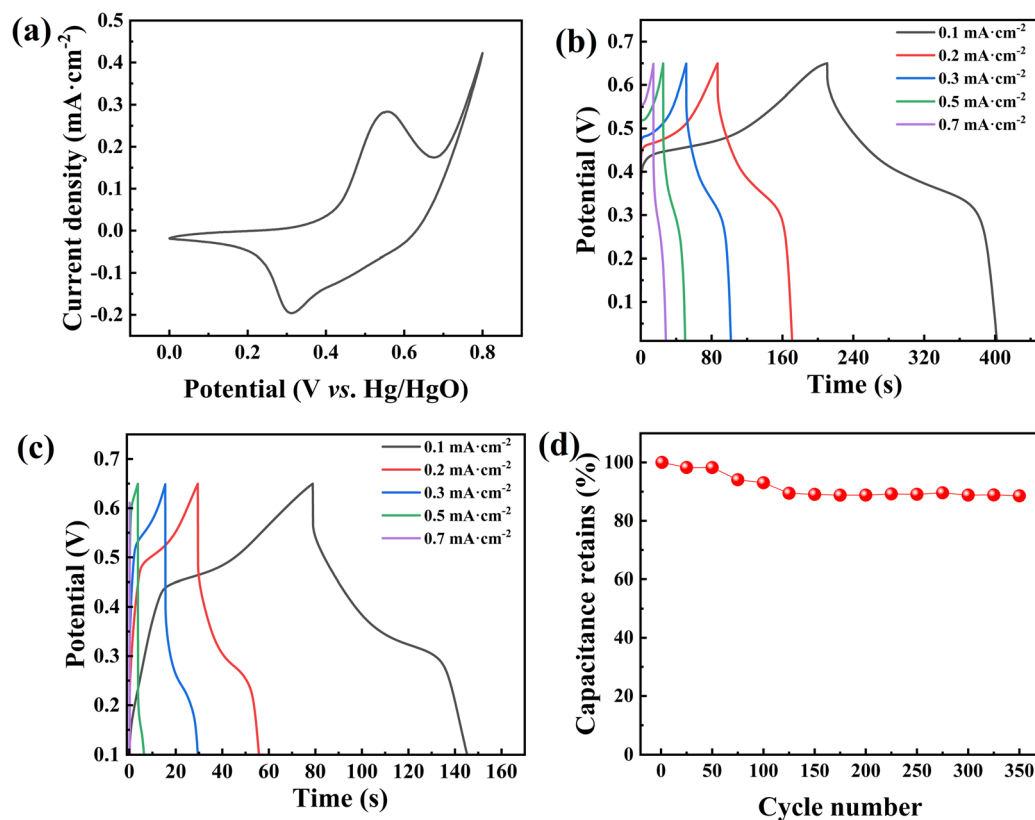 (a)
Current density (mA·cm⁻²)
0.5
0.4
0.3
0.2
0.1
0.0
-0.1
-0.2
0.0 0.2 0.4 0.6 0.8
Potential (V vs. Hg/HgO)
(b)
Potential (V)
0.7
0.6
0.5
0.4
0.3
0.2
0.1
0.1 mA·cm⁻²
0.2 mA·cm⁻²
0.3 mA·cm⁻²
0.5 mA·cm⁻²
0.7 mA·cm⁻²
0 80 160 240 320 400
Time (s)
(c)
Potential (V)
0.7
0.6
0.5
0.4
0.3
0.2
0.1
0.1 mA·cm⁻²
0.2 mA·cm⁻²
0.3 mA·cm⁻²
0.5 mA·cm⁻²
0.7 mA·cm⁻²
0 20 40 60 80 100 120 140 160
Time (s)
(d)
Capacitance retains (%)
100
80
60
40
20
0
0 50 100 150 200 250 300 350
Cycle number